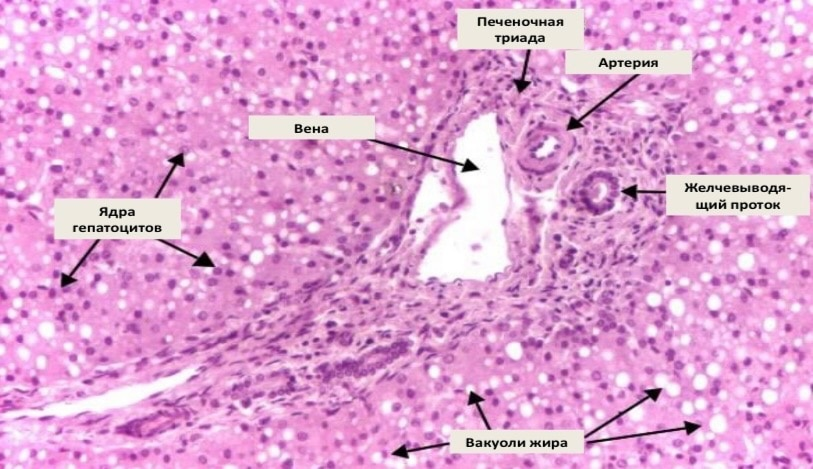 Печеночная
триада
Артерия
Вена
Желчевыводя-
щий проток
Ядра
гепатоцитов
Вакуоли жира